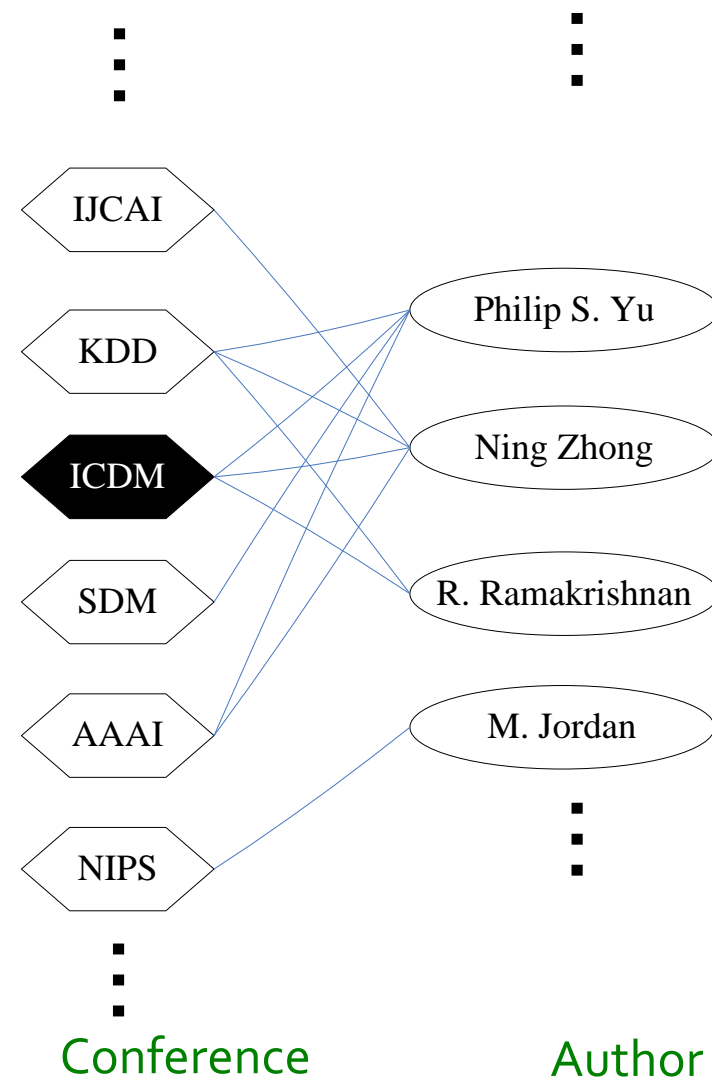 IJCAI
KDD
ICDM
SDM
AAAI
NIPS
Conference
Philip S. Yu
Ning Zhong
R. Ramakrishnan
M. Jordan
Author